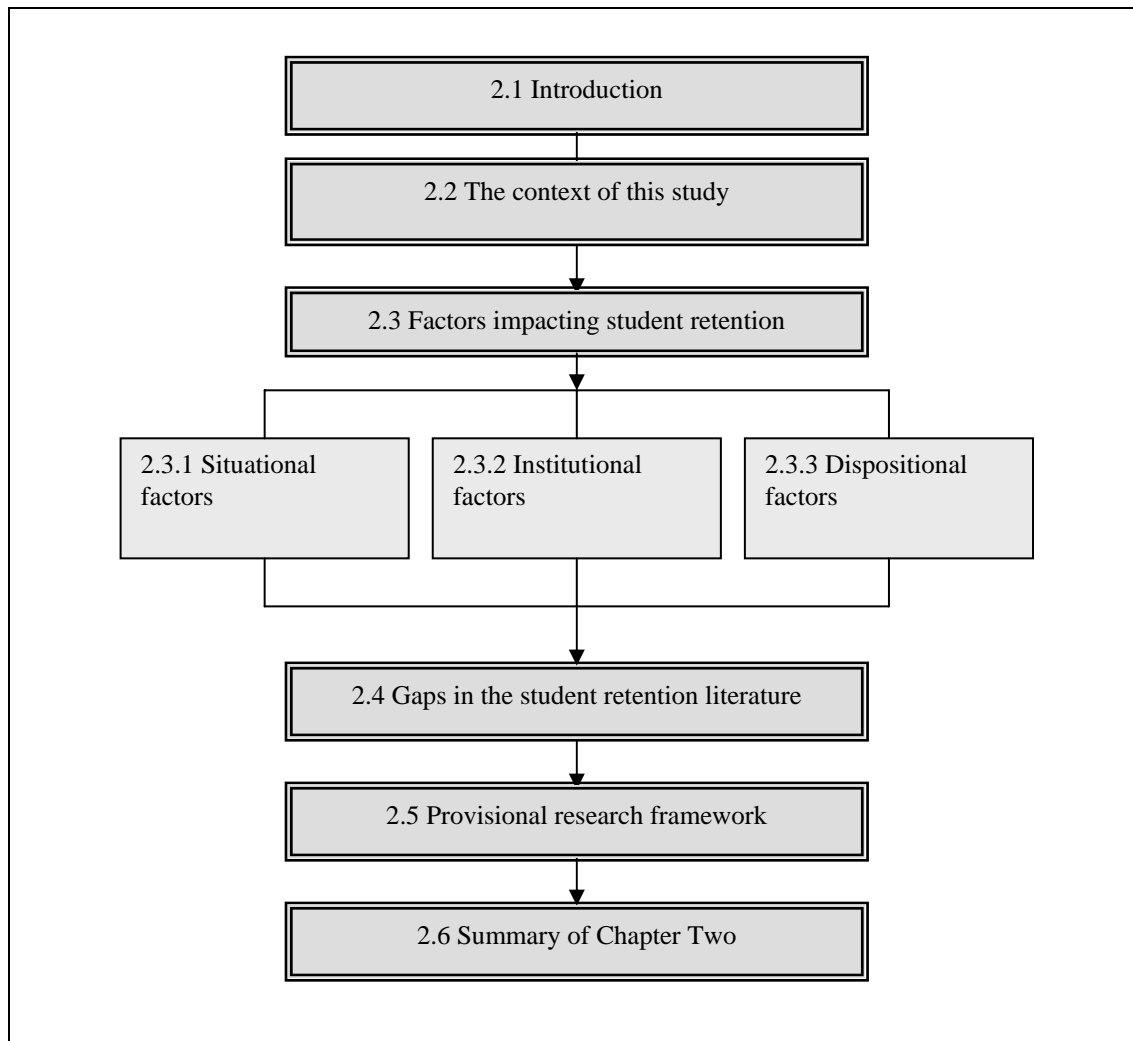 2.1 Introduction
2.2 The context of this study
2.3 Factors impacting student retention
2.3.1 Situational
factors
2.3.2 Institutional
factors
2.3.3 Dispositional
factors
2.4 Gaps in the student retention literature
2.5 Provisional research framework
2.6 Summary of Chapter Two